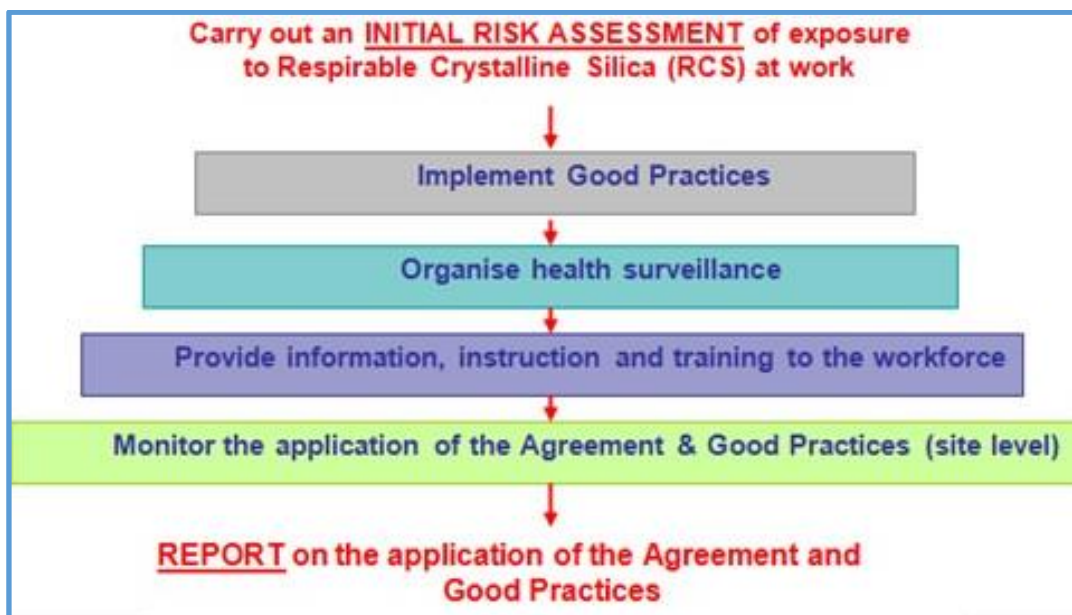 Carry out an INITIAL RISK ASSESSMENT of exposure
to Respirable Crystalline Silica (RCS) at work
Implement Good Practices
Organise health surveillance
Provide information, instruction and training to the workforce
Monitor the application of the Agreement & Good Practices (site level)
REPORT on the application of the Agreement and
Good Practices